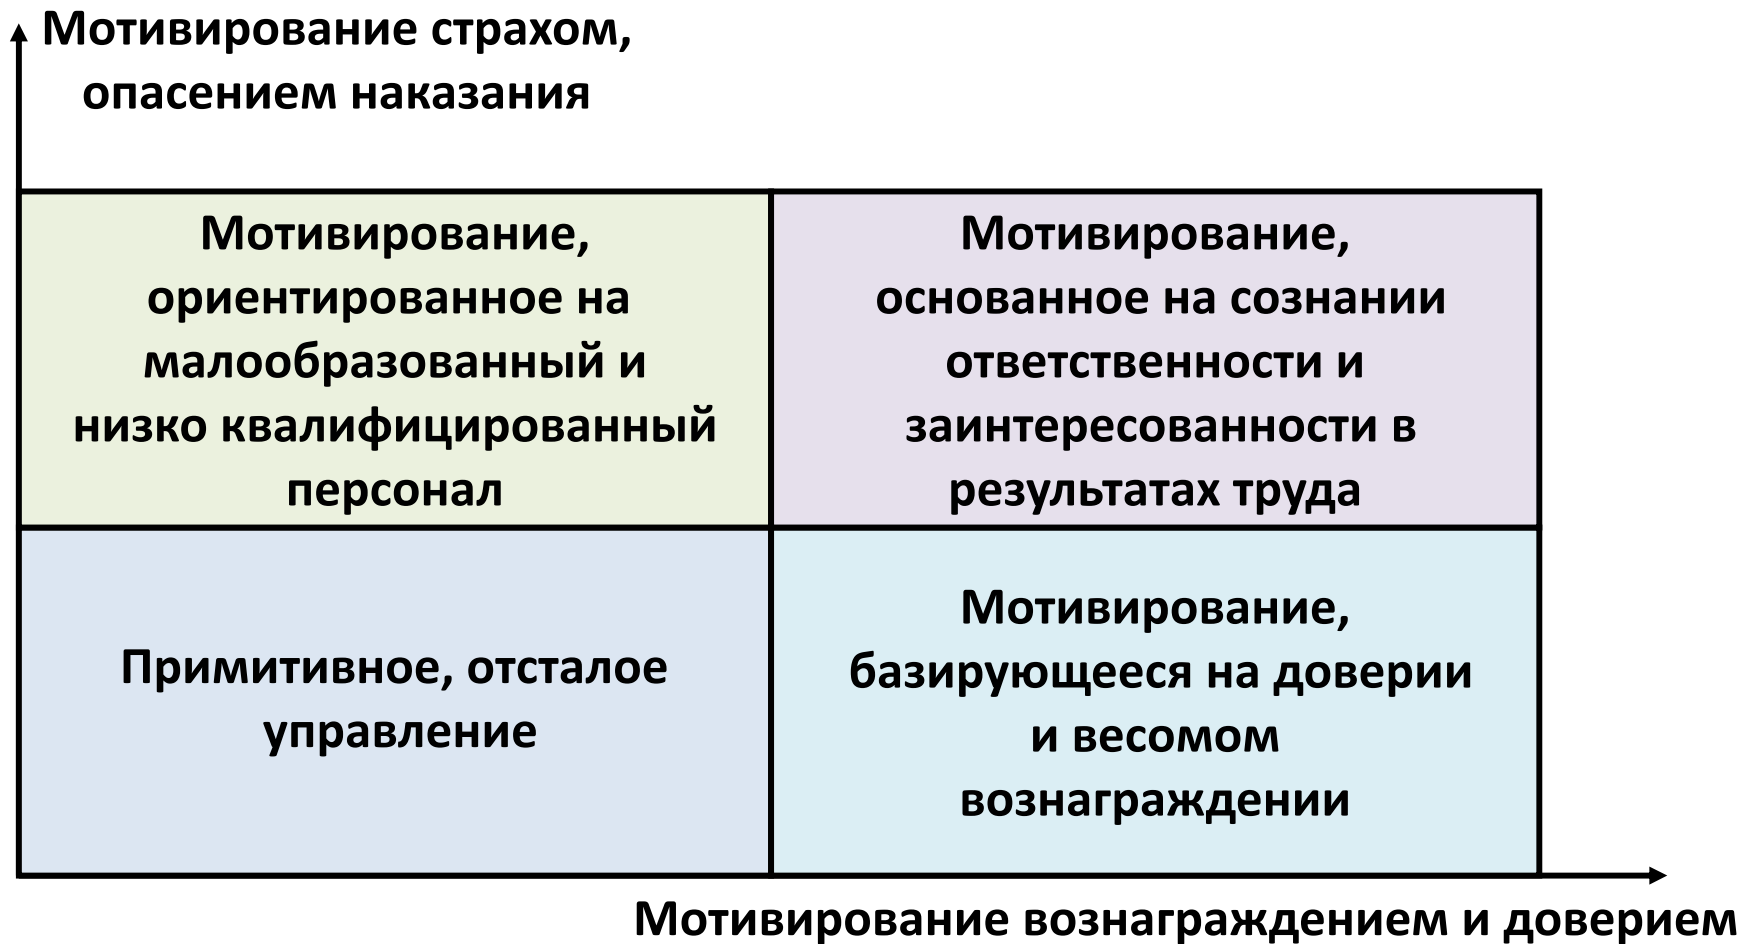 Мотивирование страхом,
опасением наказания
Мотивирование,
ориентированное на
малообразованный и
низко квалифицированный
персонал
Мотивирование,
основанное на сознании
ответственности и
заинтересованности в
результатах труда
Примитивное, отсталое
управление
Мотивирование,
базирующееся на доверии
и весомом
вознаграждении
Мотивирование вознаграждением и доверием